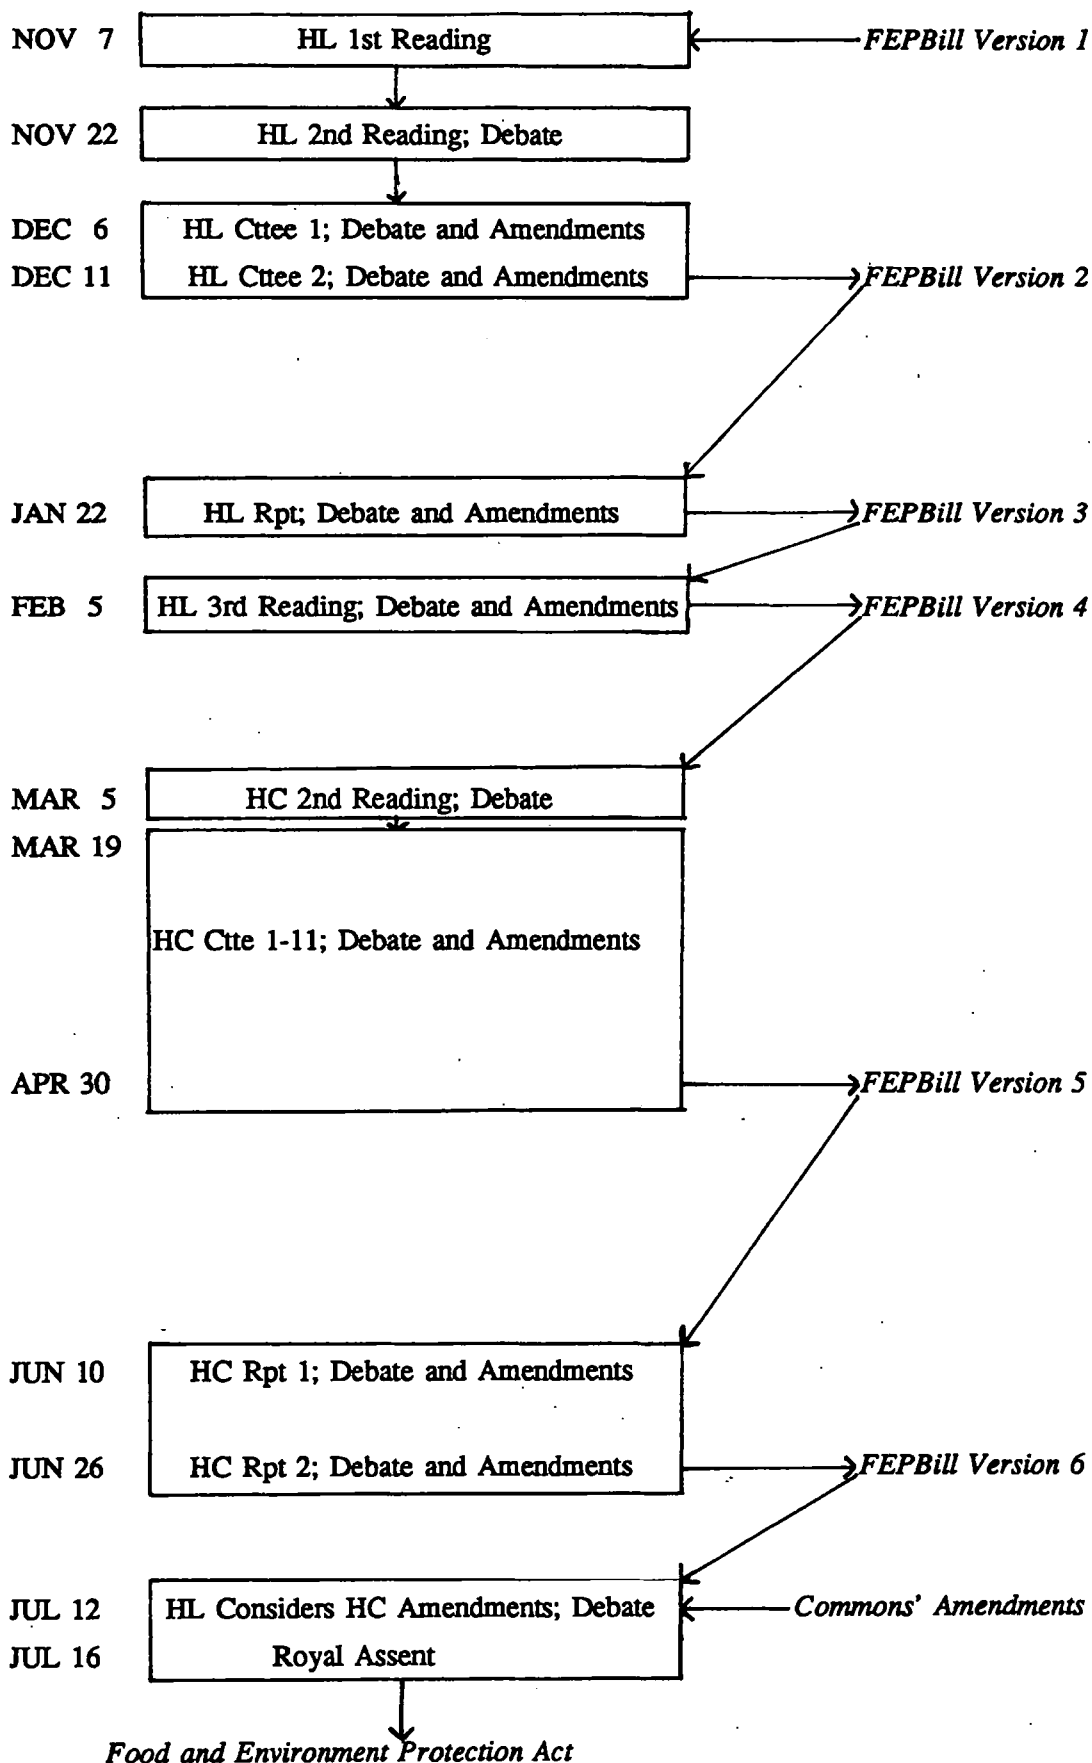 NOV 7 HL 1st Reading FEPBill Version 1
NOV 22 HL 2nd Reading; Debate
DEC 6 HL Cttee 1; Debate and Amendments
DEC 11 HL Cttee 2; Debate and Amendments FEPBill Version 2
JAN 22 HL Rpt; Debate and Amendments FEPBill Version 3
FEB 5 HL 3rd Reading; Debate and Amendments FEPBill Version 4
MAR 5 HC 2nd Reading; Debate
MAR 19
HC Ctte 1-11; Debate and Amendments
APR 30 FEPBill Version 5
JUN 10 HC Rpt 1; Debate and Amendments
JUN 26 HC Rpt 2; Debate and Amendments FEPBill Version 6
JUL 12 HL Considers HC Amendments; Debate Commons' Amendments
JUL 16 Royal Assent
Food and Environment Protection Act